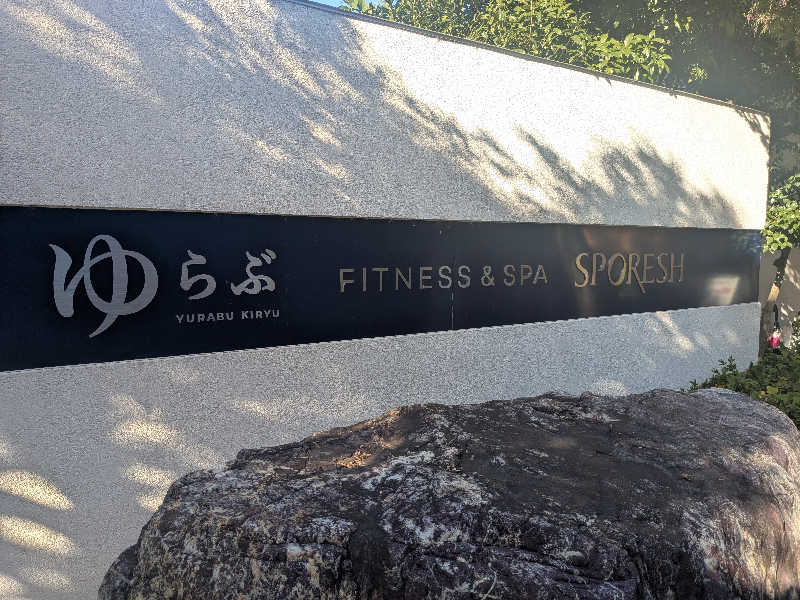 ゆらぶ
YURABU KIRYU
FITNESS & SPA SPORESH